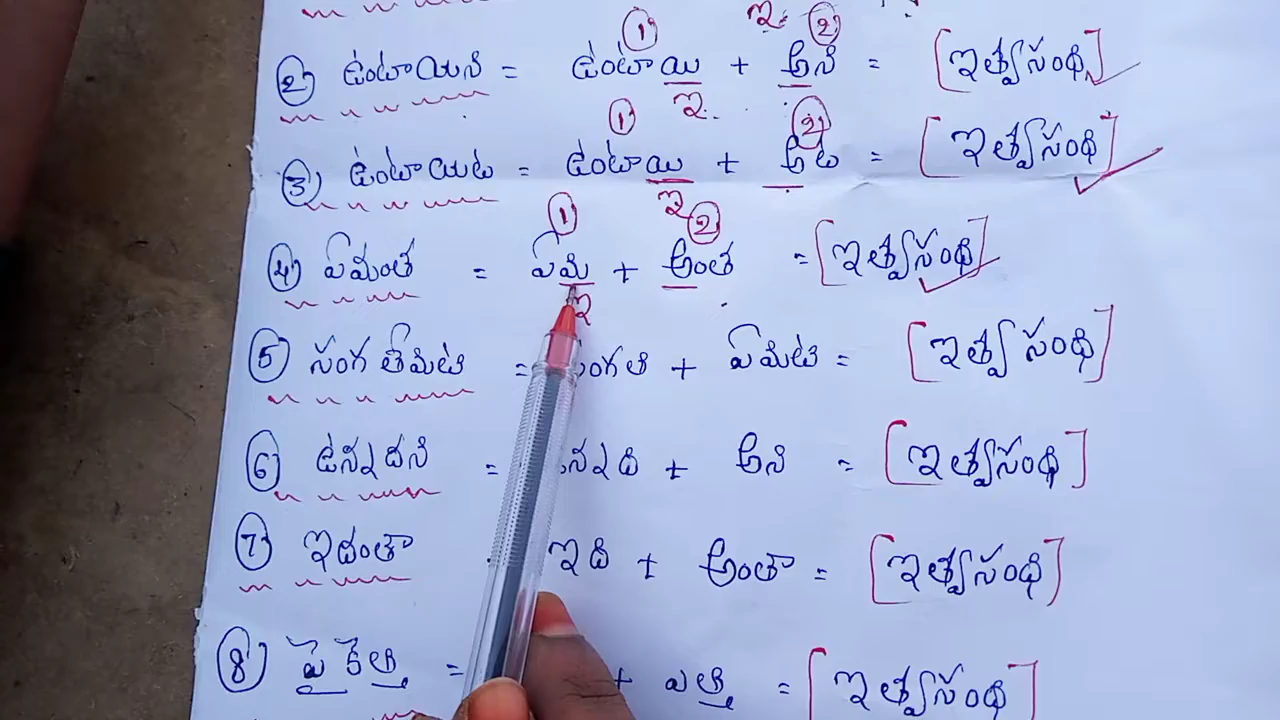 ② ఉంటాయని = ఉంటాయి + అని = [ఇత్వసంధి]
③ ఉంటాయట = ఉంటాయి + అట = [ఇత్వసంధి]
④ ఏమంత = ఏమి + అంత = [ఇత్వసంధి]
⑤ సంగతేమిటి = సంగతి + ఏమిటి = [ఇత్వసంధి]
⑥ ఉన్నదని = న్నది + అని = [ఇత్వసంధి]
⑦ ఇదంతా ఇది + అంతా = [ఇత్వసంధి]
⑧ పైకెత్తి = + ఎత్తి = [ఇత్వసంధి]